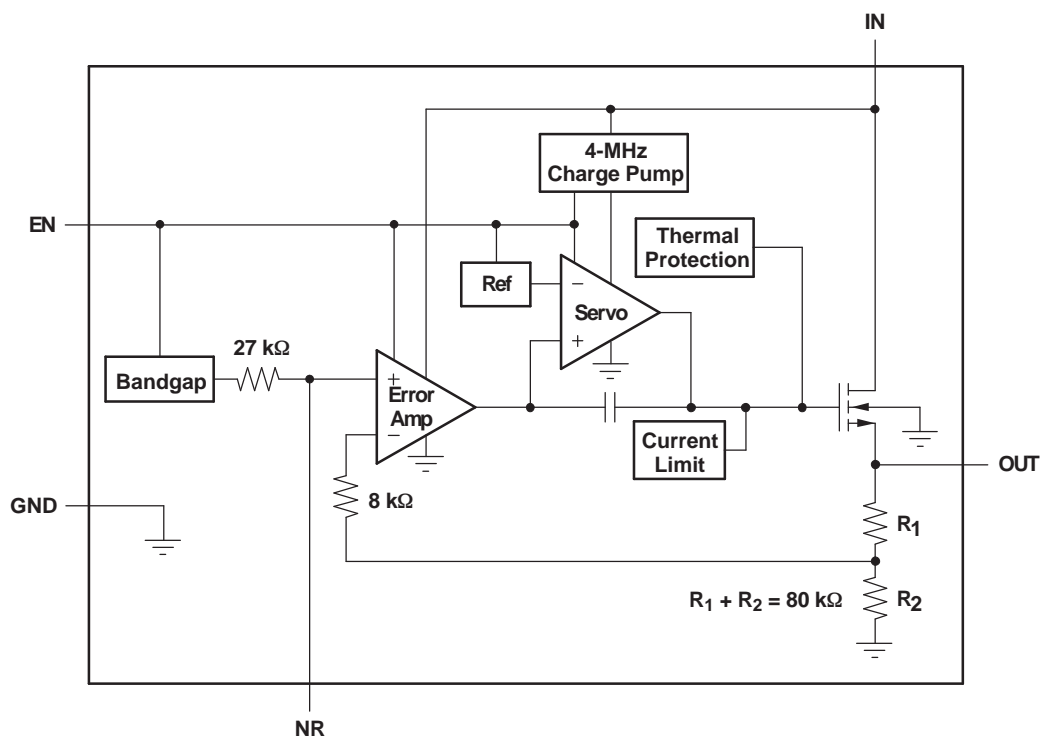 IN
4-MHz
Charge Pump
EN
Thermal
Protection
Ref
−
Servo
+
27 kΩ
Bandgap
+
Error
Amp
−
Current
Limit
OUT
8 kΩ
GND
R1
R1 + R2 = 80 kΩ
R2
NR